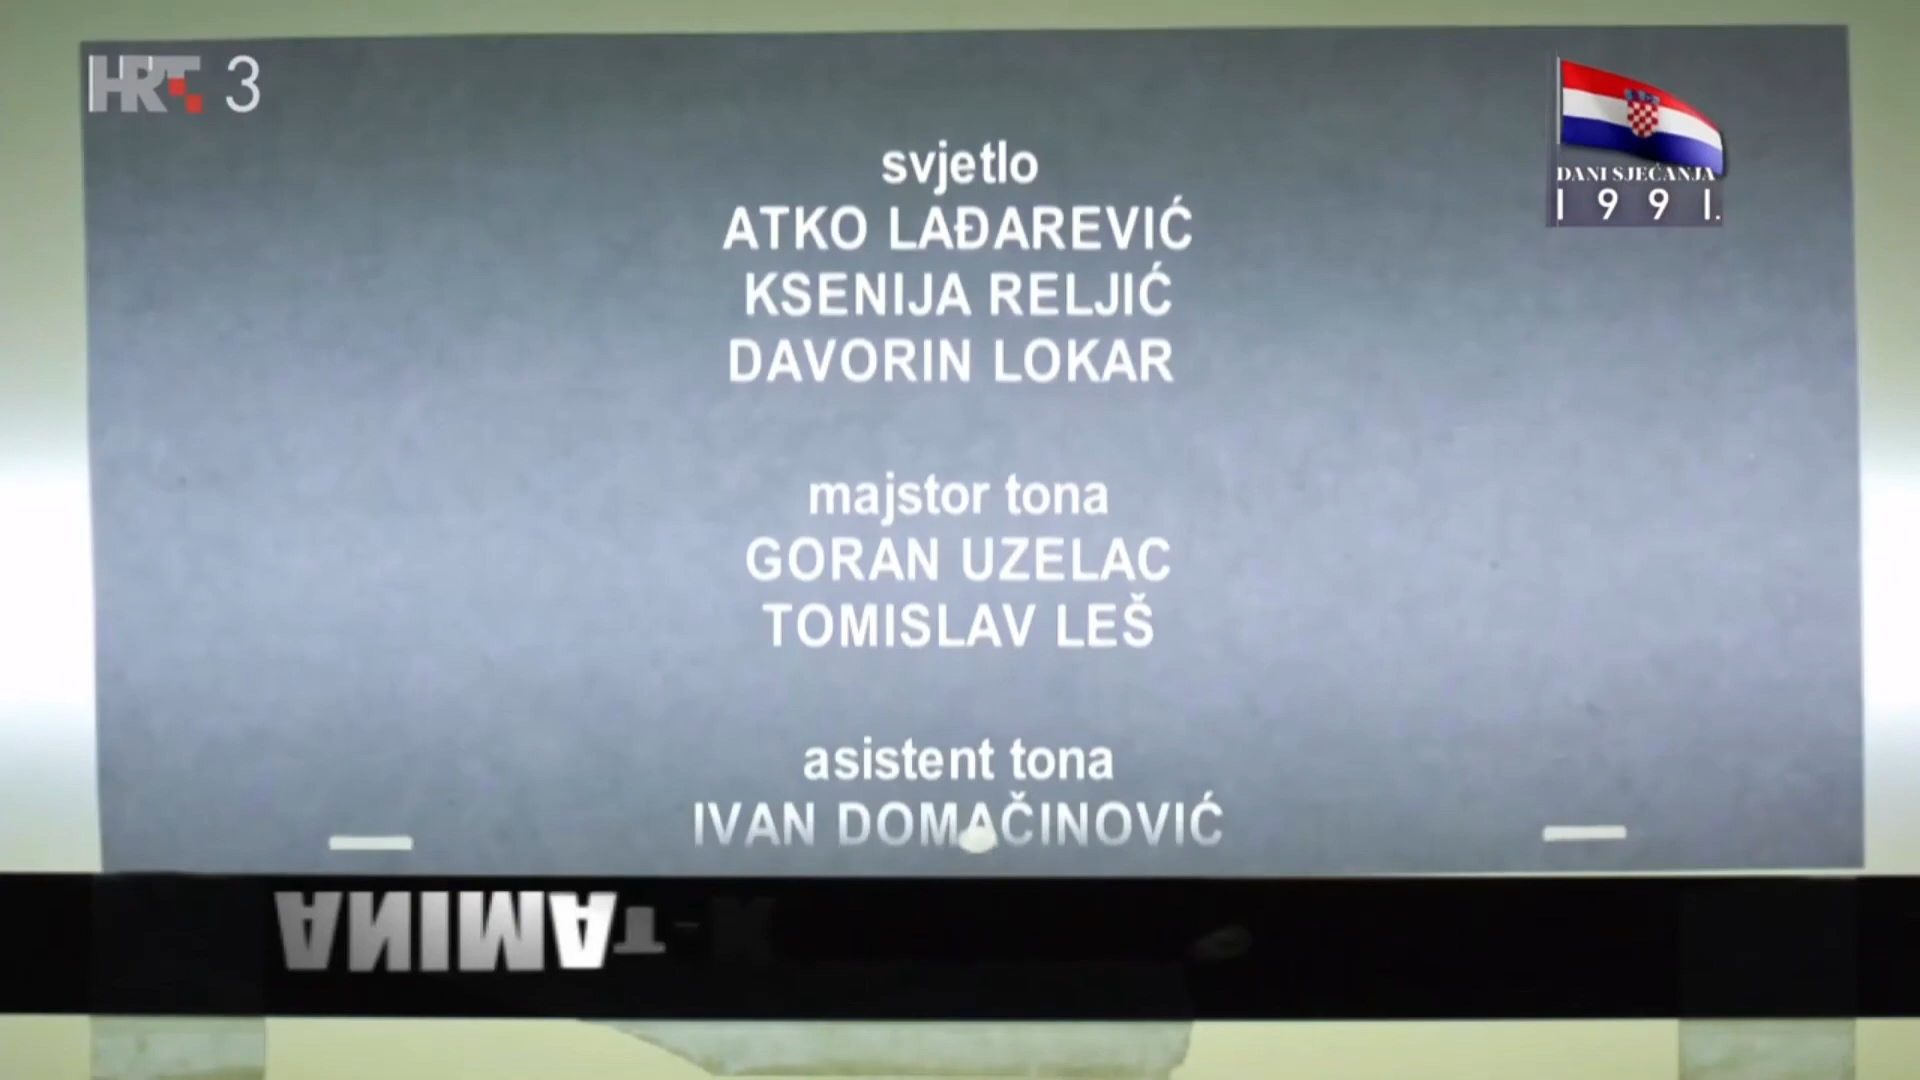 HRT 3
DANI SJEĆANJA
1991.
svjetlo
ATKO LAĐAREVIĆ
KSENIJA RELJIĆ
DAVORIN LOKAR
majstor tona
GORAN UZELAC
TOMISLAV LEŠ
asistent tona
IVAN DOMAČINOVIĆ